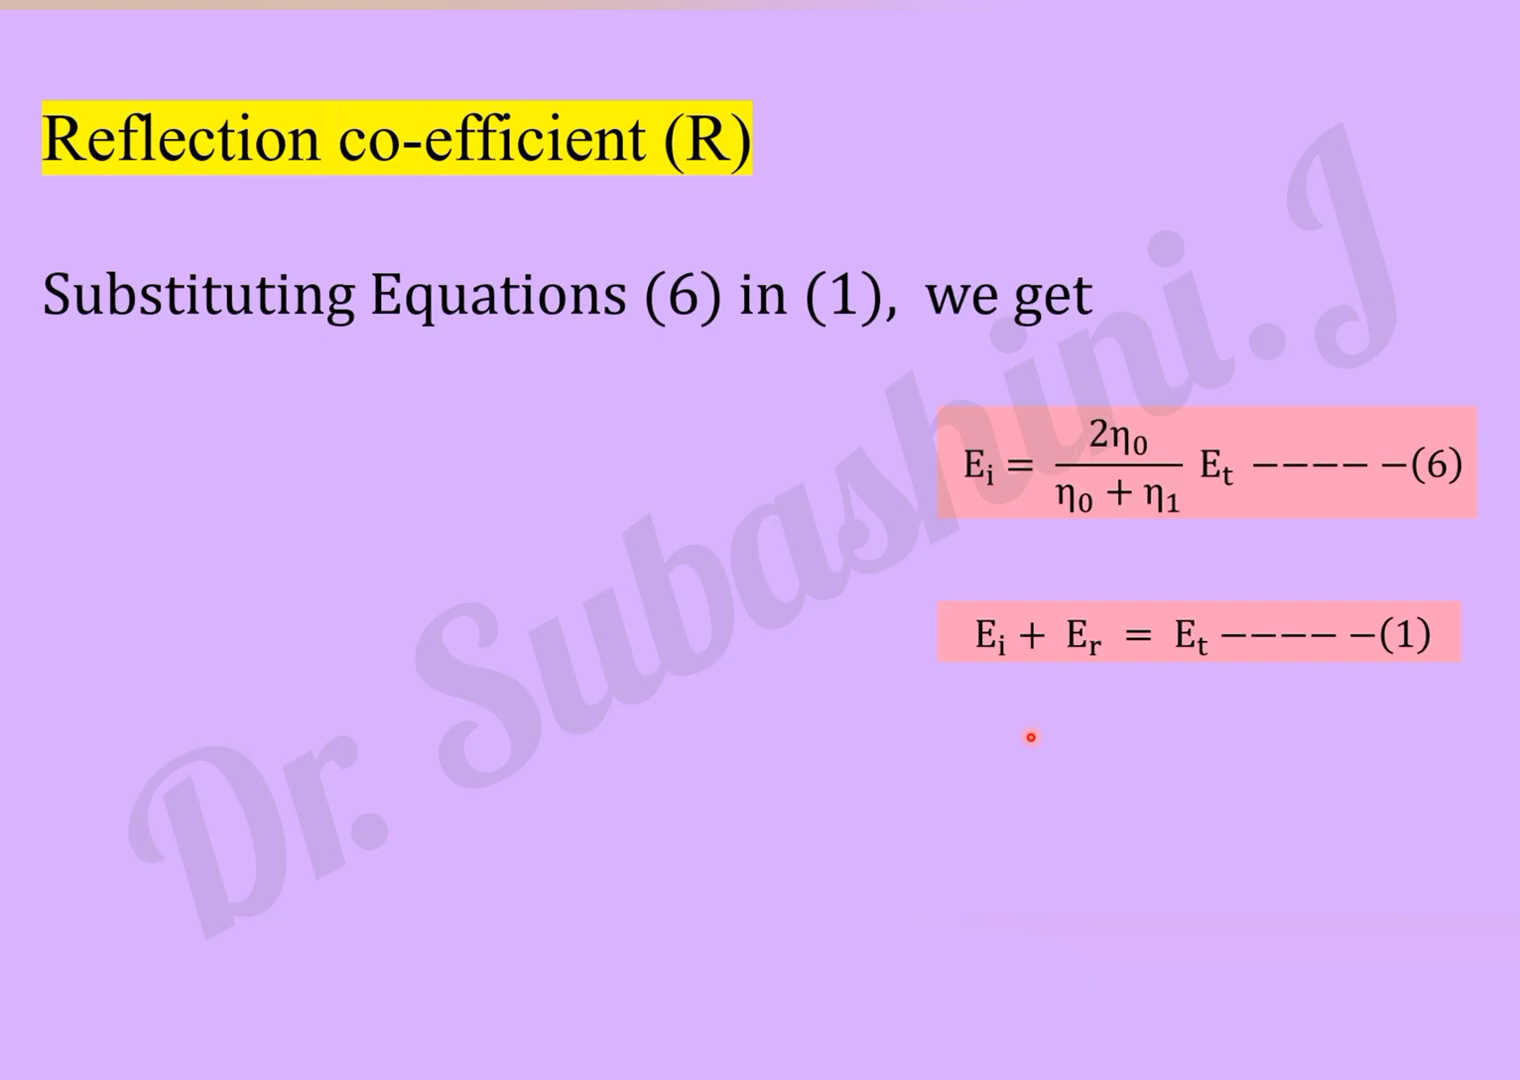 Reflection co-efficient (R)
Substituting Equations (6) in (1), we get
Eᵢ = 2η₀ / (η₀ + η₁) Eₜ −−−−− −(6)
Eᵢ + Eᵣ = Eₜ −−−−− −(1)
Dr. Subashini.J